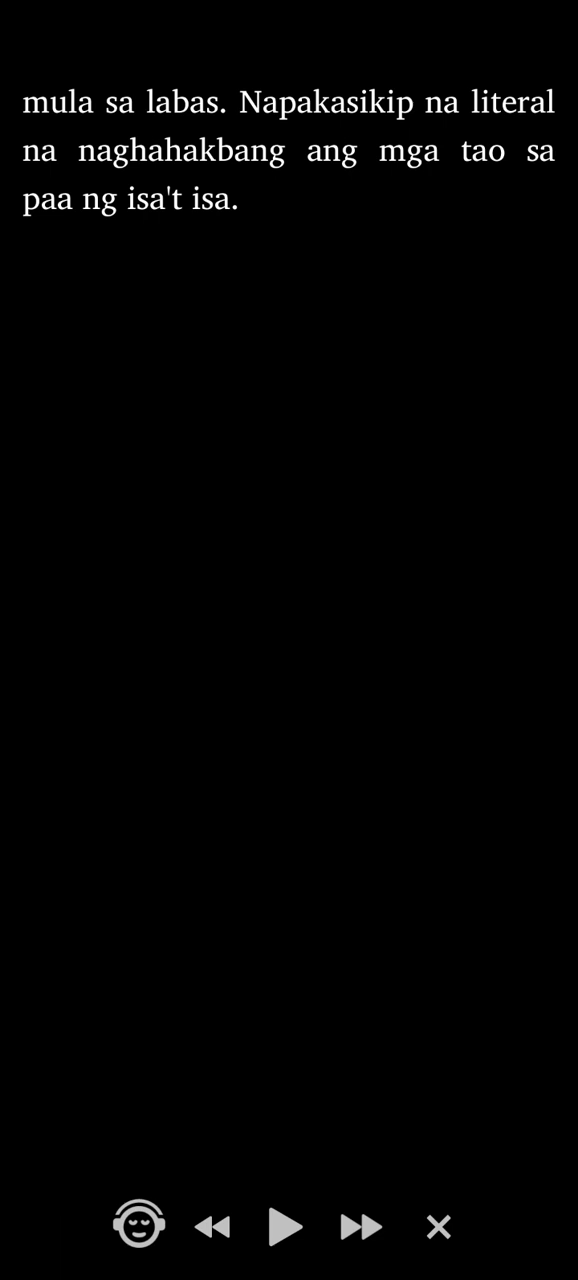 mula sa labas. Napakasikip na literal
na naghahakbang ang mga tao sa
paa ng isa't isa.